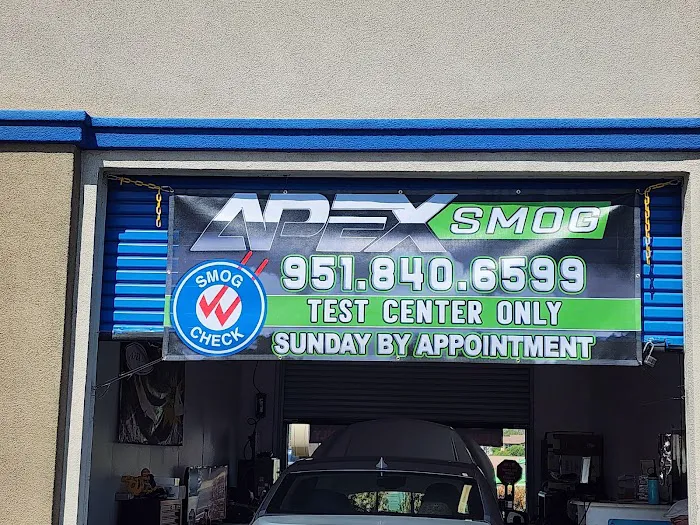 APEX SMOG
951.840.6599
SMOG
CHECK
TEST CENTER ONLY
SUNDAY BY APPOINTMENT